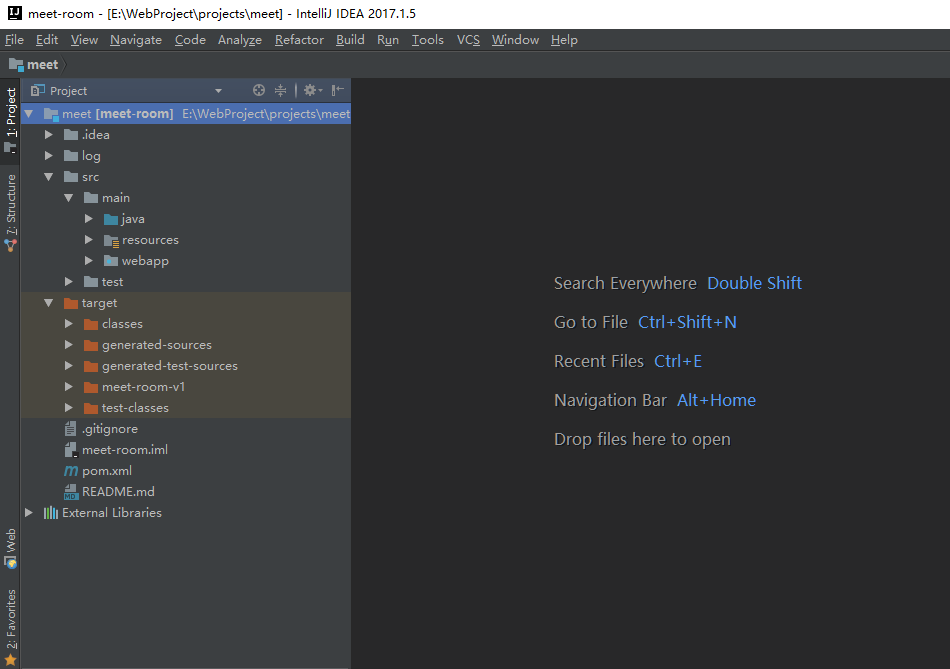 meet-room - [E:\WebProject\projects\meet] - IntelliJ IDEA 2017.1.5
File Edit View Navigate Code Analyze Refactor Build Run Tools VCS Window Help
meet
Project
meet [meet-room] E:\WebProject\projects\meet
.idea
log
src
main
java
resources
webapp
test
target
classes
generated-sources
generated-test-sources
meet-room-v1
test-classes
.gitignore
meet-room.iml
pom.xml
README.md
External Libraries
1: Project
7: Structure
Web
2: Favorites
Search Everywhere Double Shift
Go to File Ctrl+Shift+N
Recent Files Ctrl+E
Navigation Bar Alt+Home
Drop files here to open